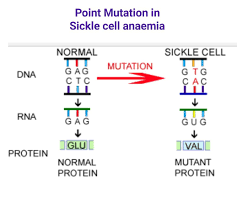 Point Mutation in
Sickle cell anaemia
NORMAL
SICKLE CELL
MUTATION
DNA
G A G
C T C
G T G
C A C
RNA
G A G
G U G
PROTEIN
GLU
VAL
NORMAL
PROTEIN
MUTANT
PROTEIN